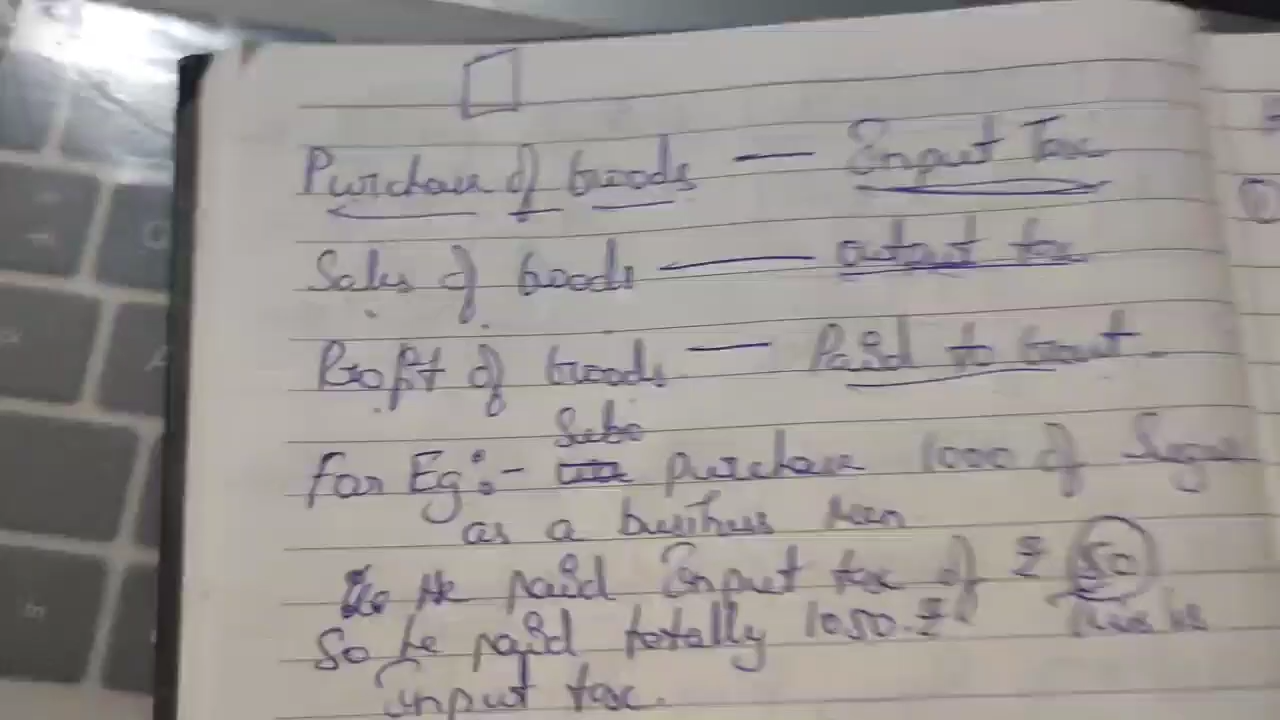 Purchase of Goods — Input Tax
Sales of Goods — output tax
Profit of Goods — Paid to Govt.
For Eg:- purchase 1000 of Sugar
as a business man
He paid Input tax of ₹ 50
So he paid totally 1050.₹
Input tax.